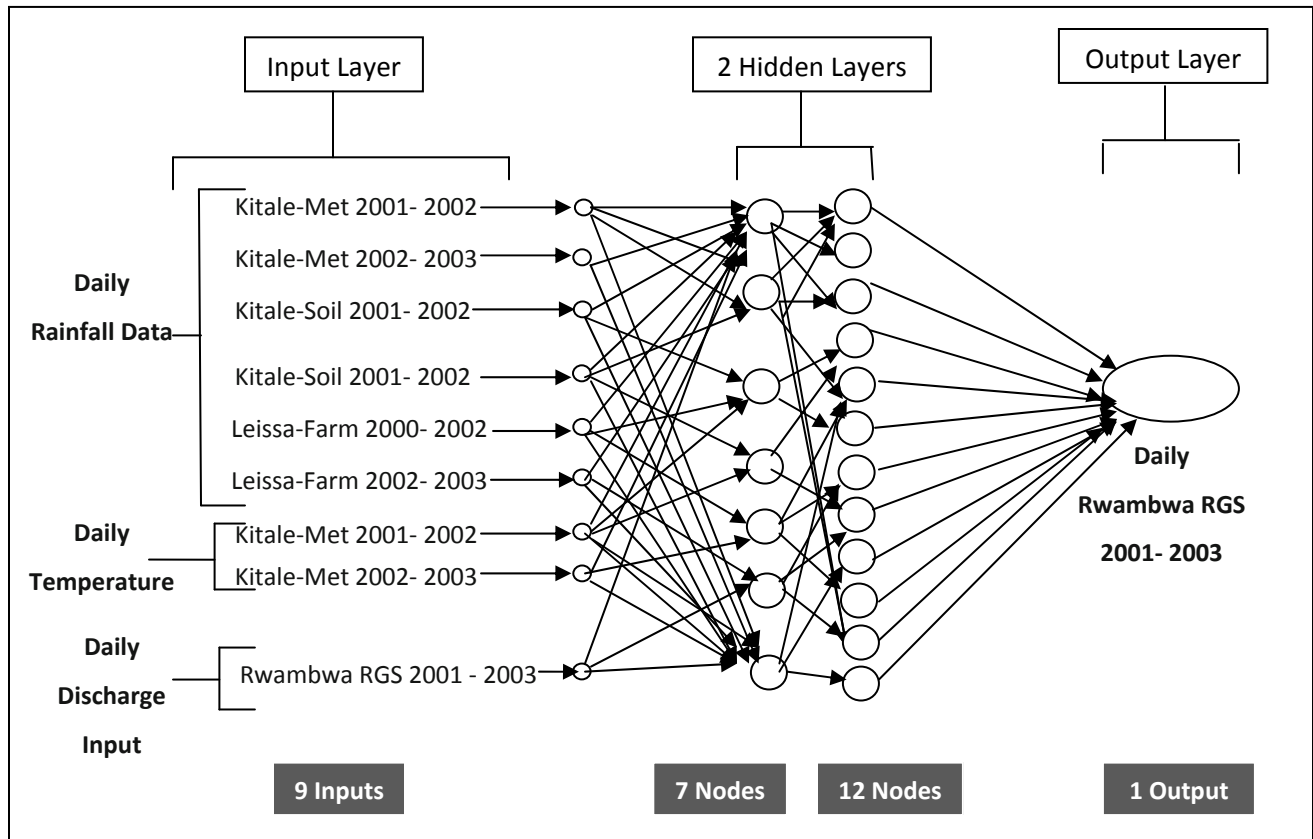 Input Layer
2 Hidden Layers
Output Layer
Daily
Rainfall Data
Kitale-Met 2001- 2002
Kitale-Met 2002- 2003
Kitale-Soil 2001- 2002
Kitale-Soil 2001- 2002
Leissa-Farm 2000- 2002
Leissa-Farm 2002- 2003
Daily
Temperature
Kitale-Met 2001- 2002
Kitale-Met 2002- 2003
Daily
Discharge
Input
Rwambwa RGS 2001 - 2003
Daily
Rwambwa RGS
2001- 2003
9 Inputs
7 Nodes
12 Nodes
1 Output